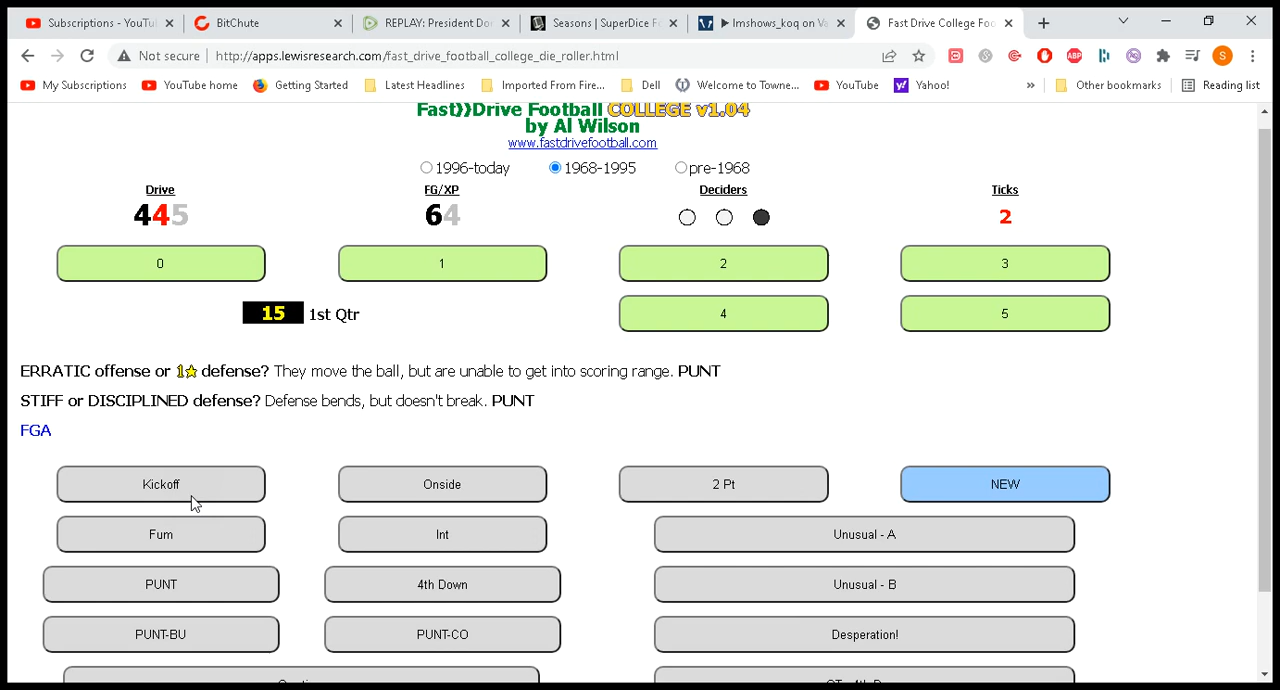 Subscriptions - YouTu
BitChute
REPLAY: President Do
Seasons | SuperDice F
lmshows_koq on Va
Fast Drive College Foo
Not secure | http://apps.lewisresearch.com/fast_drive_football_college_die_roller.html
ABP
S
My Subscriptions YouTube home Getting Started Latest Headlines Imported From Fire... Dell Welcome to Towne... YouTube Yahoo! » Other bookmarks Reading list
Fast))Drive Football COLLEGE v1.04
by Al Wilson
www.fastdrivefootball.com
1996-today 1968-1995 pre-1968
Drive FG/XP Deciders Ticks
445 64 2
0 1 2 3
15 1st Qtr 4 5
ERRATIC offense or 1★ defense? They move the ball, but are unable to get into scoring range. PUNT
STIFF or DISCIPLINED defense? Defense bends, but doesn't break. PUNT
FGA
Kickoff Onside 2 Pt NEW
Fum Int Unusual - A
PUNT 4th Down Unusual - B
PUNT-BU PUNT-CO Desperation!